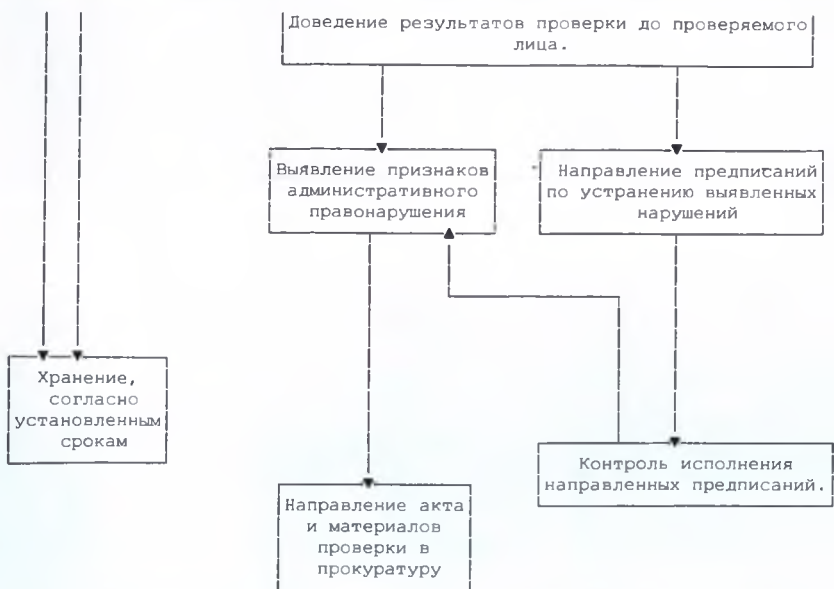 Доведение результатов проверки до проверяемого
лица.
Выявление признаков
административного
правонарушения
Направление предписаний
по устранению выявленных
нарушений
Хранение,
согласно
установленным
срокам
Контроль исполнения
направленных предписаний.
Направление акта
и материалов
проверки в
прокуратуру